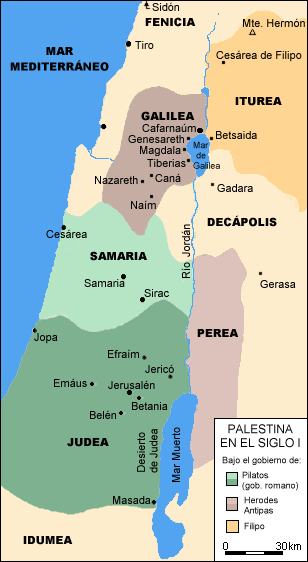 Sidón
FENICIA
Mte. Hermón
Tiro
MAR
MEDITERRÁNEO
Cesárea de Filipo
ITUREA
GALILEA
Cafarnaúm
Genesareth
Betsaida
Magdala
Mar
de
Galilea
Tiberias
Caná
Nazareth
Gadara
Naím
DECÁPOLIS
Cesárea
Río Jordán
SAMARIA
Samaria
Gerasa
Sirac
Jopa
PEREA
Efraím
Jericó
Emáus
Jerusalén
Betania
Belén
JUDEA
Desierto
de Judea
Mar Muerto
Masada
IDUMEA
PALESTINA
EN EL SIGLO I
Bajo el gobierno de:
Pilatos
(gob. romano)
Herodes
Antipas
Filipo
0 30km